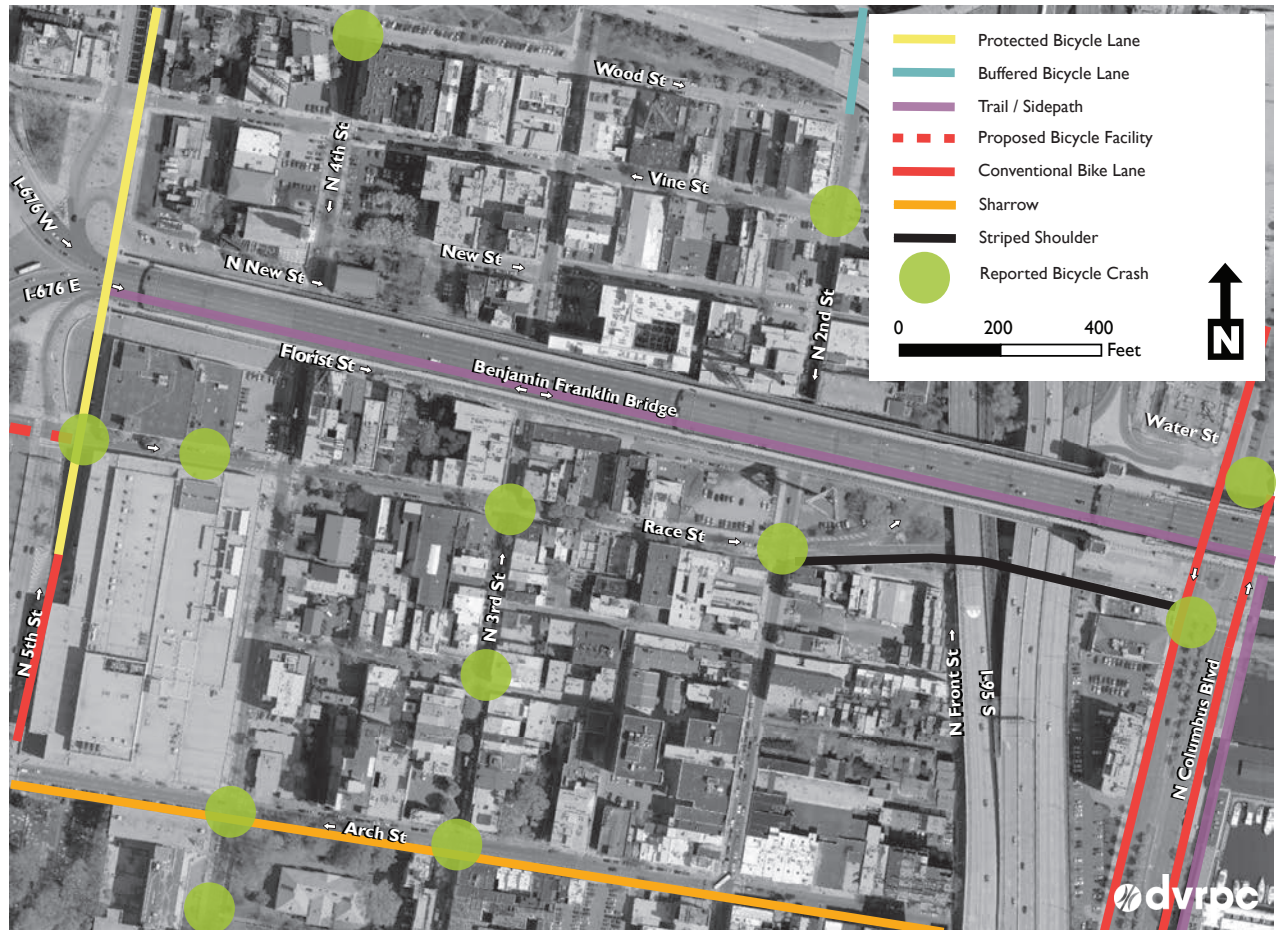 Protected Bicycle Lane
Buffered Bicycle Lane
Trail / Sidepath
Proposed Bicycle Facility
Conventional Bike Lane
Sharrow
Striped Shoulder
Reported Bicycle Crash
0 200 400
Feet
N
Wood St
N 4th St
Vine St
I-676 W
New St
N New St
I-676 E
N 2nd St
Florist St
Benjamin Franklin Bridge
Water St
Race St
N 3rd St
N 5th St
N Front St
I-95 S
N Columbus Blvd
Arch St
dvrpc